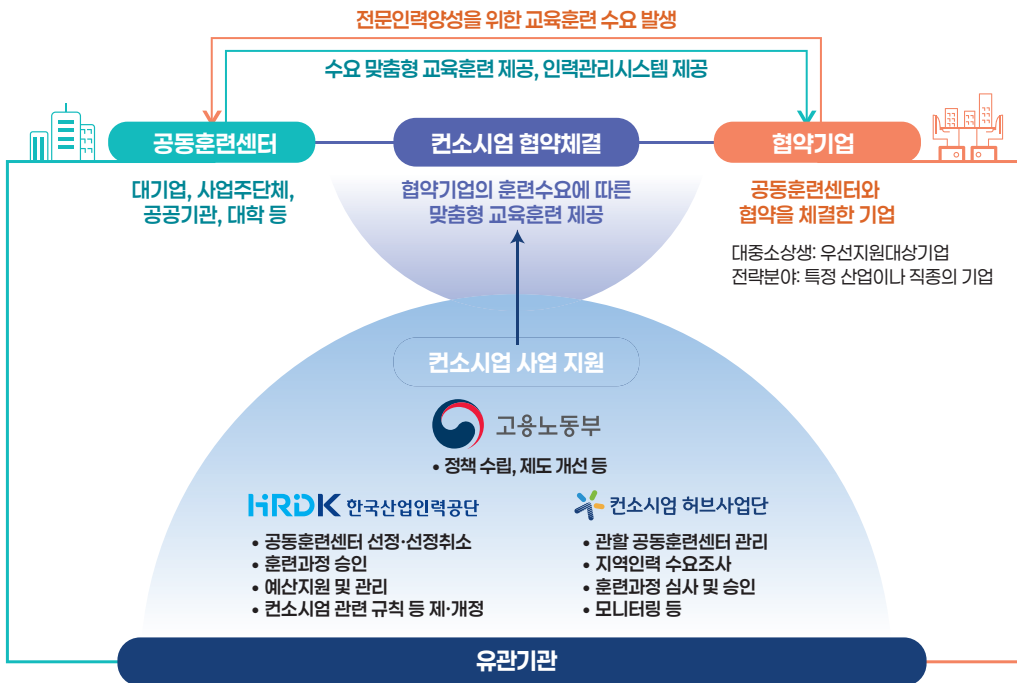 전문인력양성을 위한 교육훈련 수요 발생
수요 맞춤형 교육훈련 제공, 인력관리시스템 제공
공동훈련센터
컨소시엄 협약체결
협약기업
대기업, 사업주단체,
공공기관, 대학 등
협약기업의 훈련수요에 따른
맞춤형 교육훈련 제공
공동훈련센터와
협약을 체결한 기업
대중소상생: 우선지원대상기업
전략분야: 특정 산업이나 직종의 기업
컨소시업 사업 지원
고용노동부
• 정책 수립, 제도 개선 등
HRDK 한국산업인력공단
• 공동훈련센터 선정·선정취소
• 훈련과정 승인
• 예산지원 및 관리
• 컨소시엄 관련 규칙 등 제·개정
컨소시엄 허브사업단
• 관할 공동훈련센터 관리
• 지역인력 수요조사
• 훈련과정 심사 및 승인
• 모니터링 등
유관기관